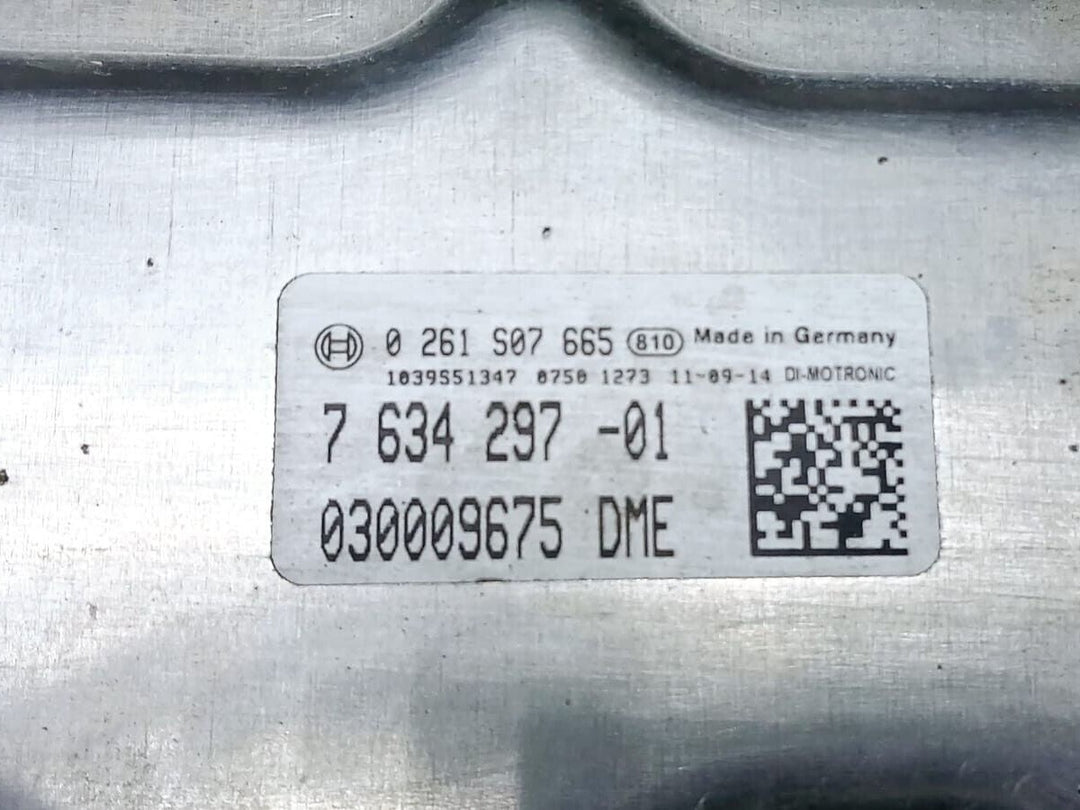 0 261 S07 665 810 Made in Germany
1039S51347 0750 1273 11-09-14 DI-MOTRONIC
7 634 297 -01
030009675 DME